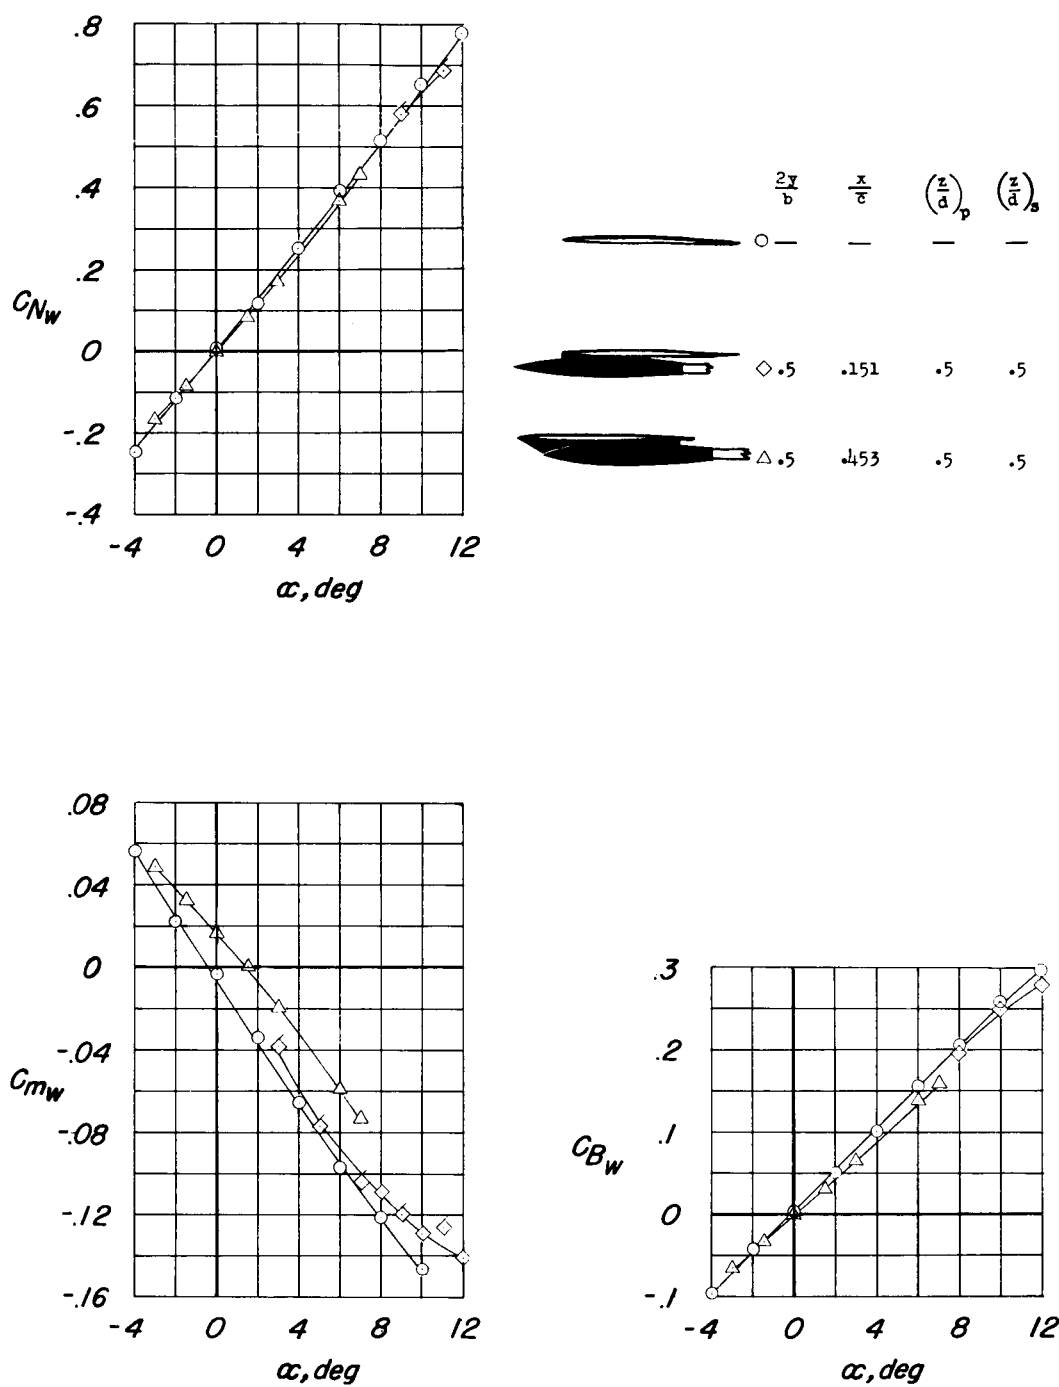 .8
.6
.4
.2
0
-.2
-.4
C_{N_w}
-4 0 4 8 12
α, deg
2y/b x/c̄ (z/d)_p (z/d)_s
○ — — — —
◇ .5 .151 .5 .5
△ .5 .453 .5 .5
.08
.04
0
-.04
-.08
-.12
-.16
C_{m_w}
-4 0 4 8 12
α, deg
.3
.2
.1
0
-.1
C_{B_w}
-4 0 4 8 12
α, deg